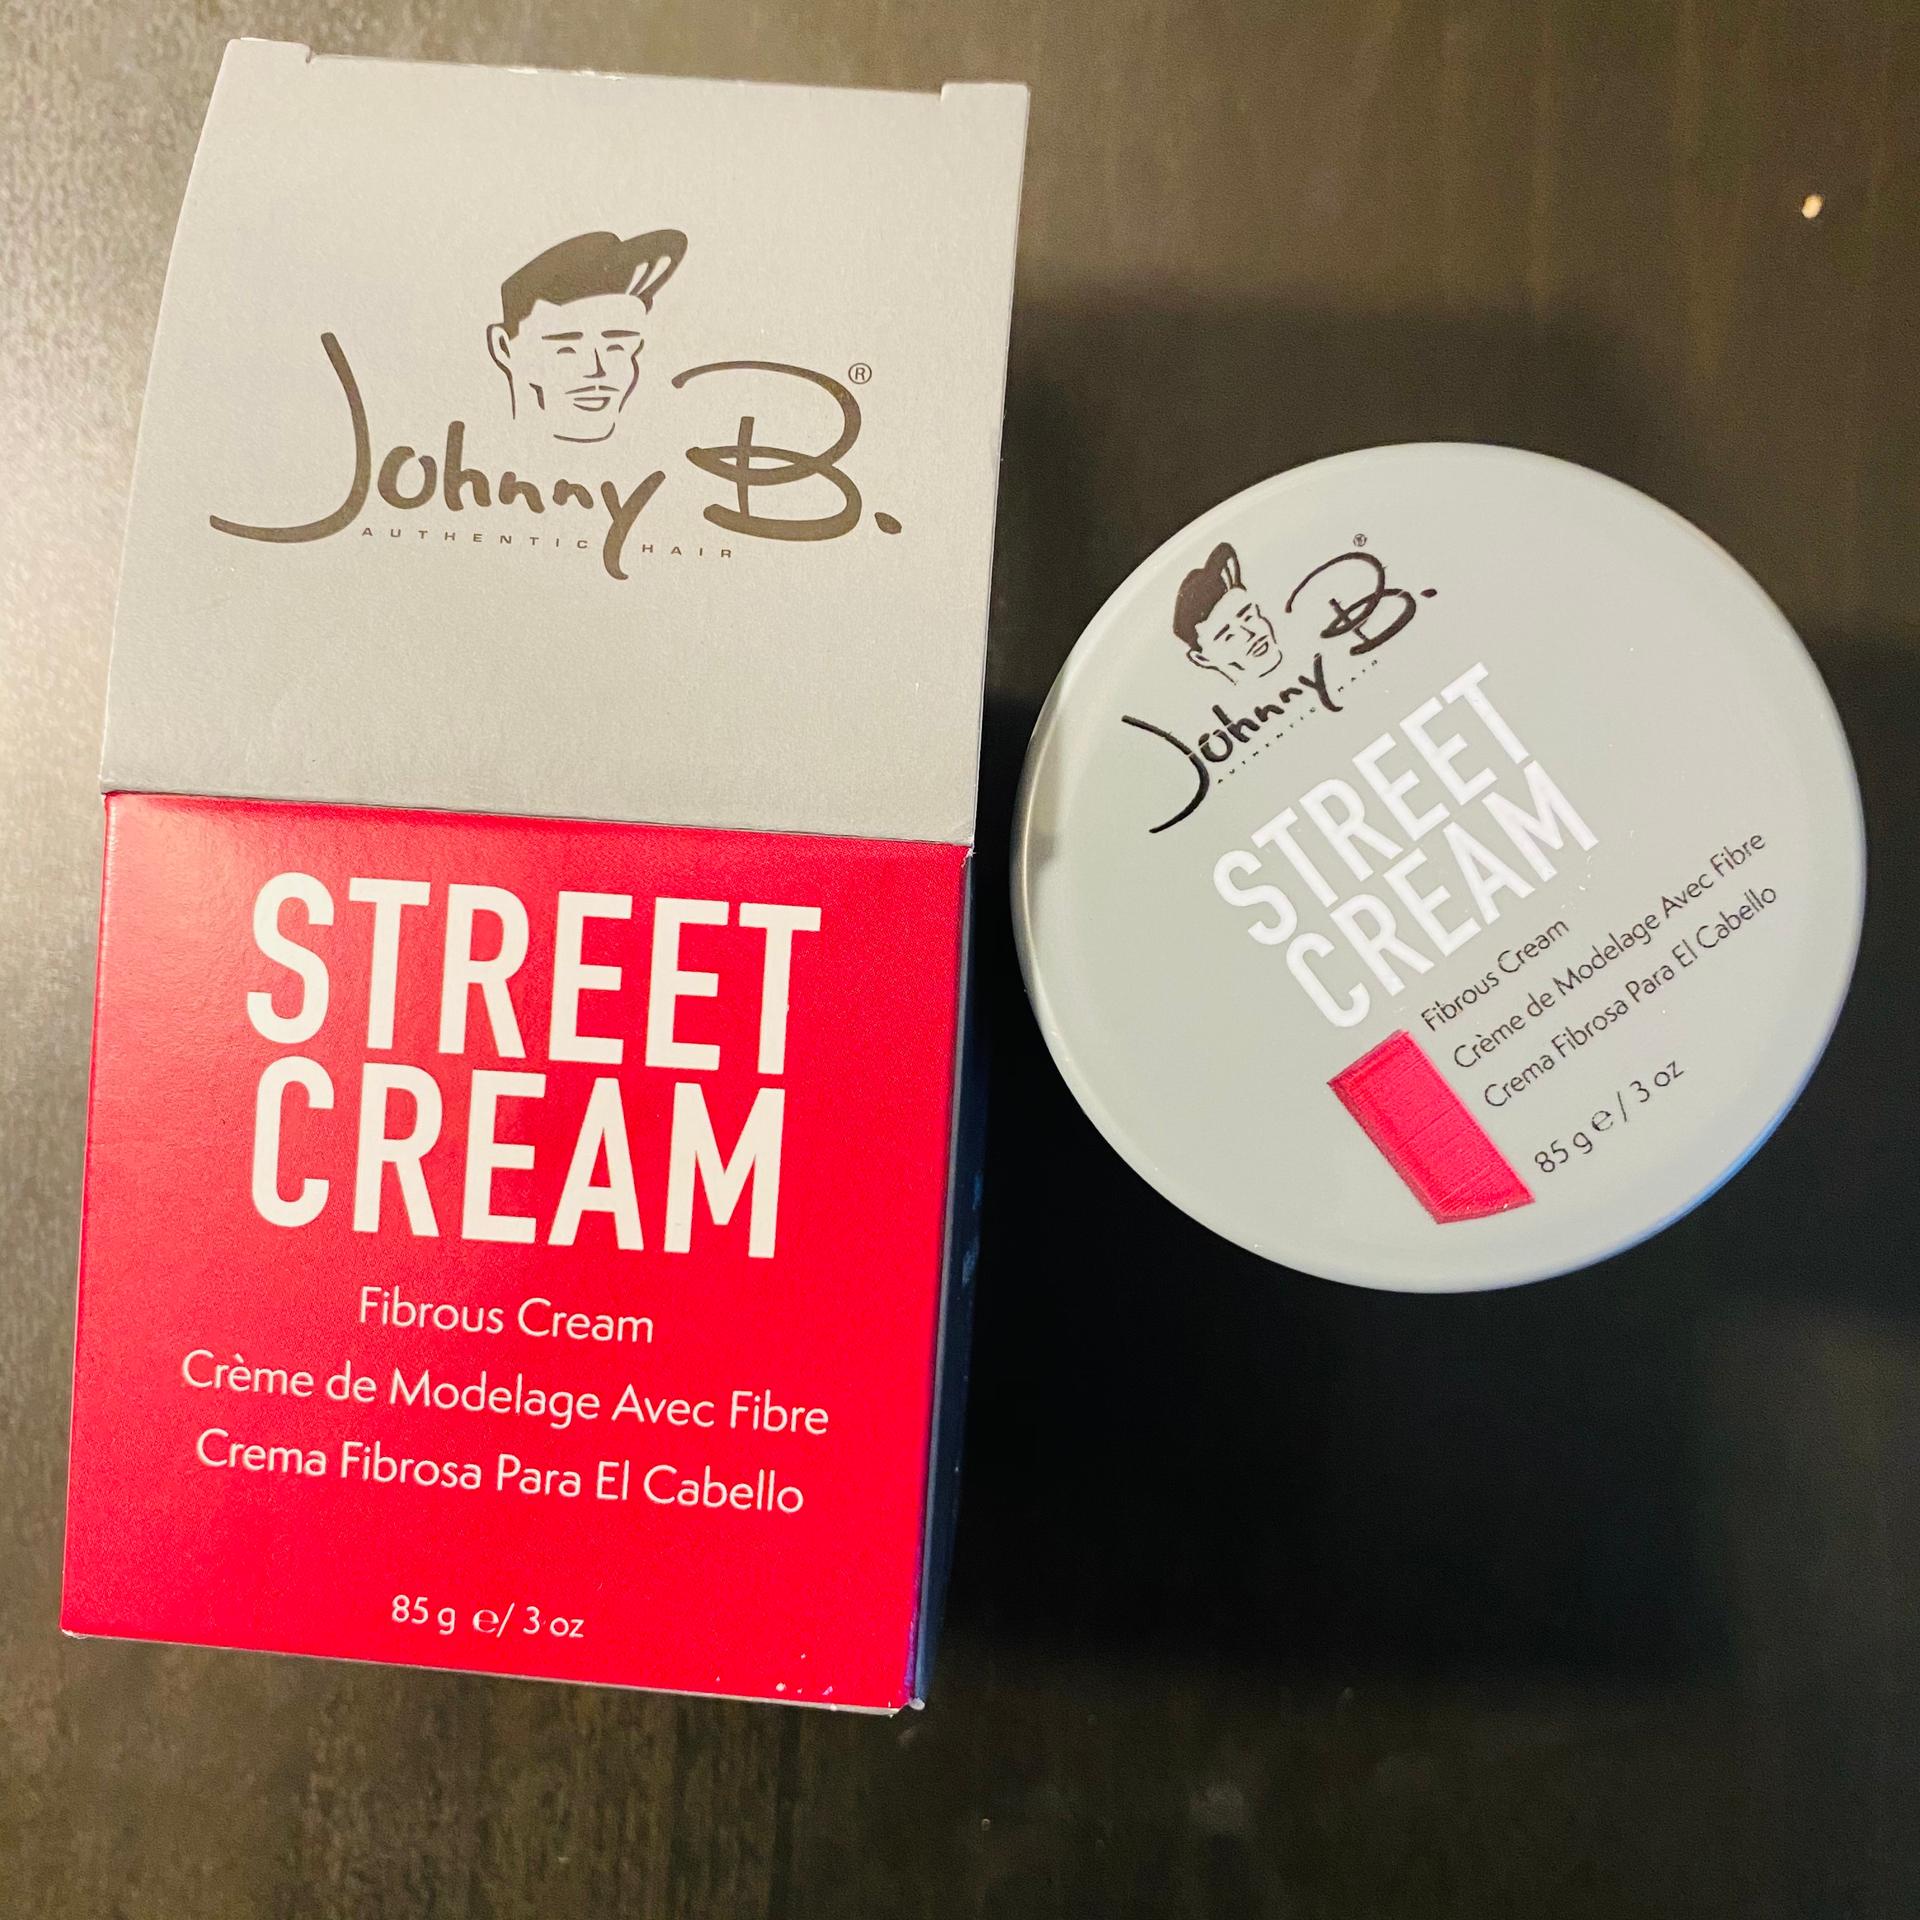 Johnny B.®
AUTHENTIC HAIR
STREET
CREAM
Fibrous Cream
Crème de Modelage Avec Fibre
Crema Fibrosa Para El Cabello
85 g ℮/ 3 oz
Johnny B.®
AUTHENTIC HAIR
STREET
CREAM
Fibrous Cream
Crème de Modelage Avec Fibre
Crema Fibrosa Para El Cabello
85 g ℮ / 3 oz